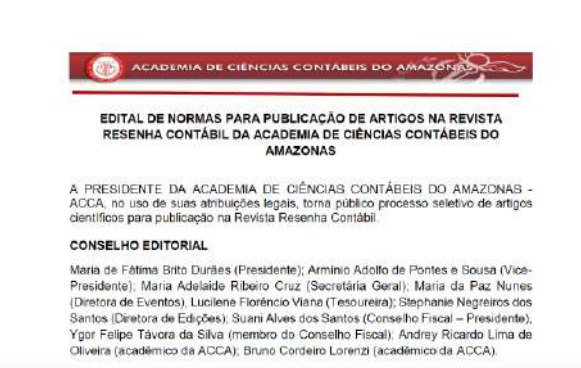 ACADEMIA DE CIÊNCIAS CONTÁBEIS DO AMAZONAS
EDITAL DE NORMAS PARA PUBLICAÇÃO DE ARTIGOS NA REVISTA
RESENHA CONTÁBIL DA ACADEMIA DE CIÊNCIAS CONTÁBEIS DO
AMAZONAS
A PRESIDENTE DA ACADEMIA DE CIÊNCIAS CONTÁBEIS DO AMAZONAS -
ACCA, no uso de suas atribuições legais, torna público processo seletivo de artigos
científicos para publicação na Revista Resenha Contábil.
CONSELHO EDITORIAL
Maria de Fátima Brito Durães (Presidente); Armínio Adolfo de Pontes e Sousa (Vice-
Presidente); Maria Adelaide Ribeiro Cruz (Secretária Geral); Maria da Paz Nunes
(Diretora de Eventos), Lucilene Florêncio Viana (Tesoureira); Stephanie Negreiros dos
Santos (Diretora de Edições); Suani Alves dos Santos (Conselho Fiscal – Presidente),
Ygor Felipe Távora da Silva (membro do Conselho Fiscal); Andrey Ricardo Lima de
Oliveira (acadêmico da ACCA); Bruno Cordeiro Lorenzi (acadêmico da ACCA).